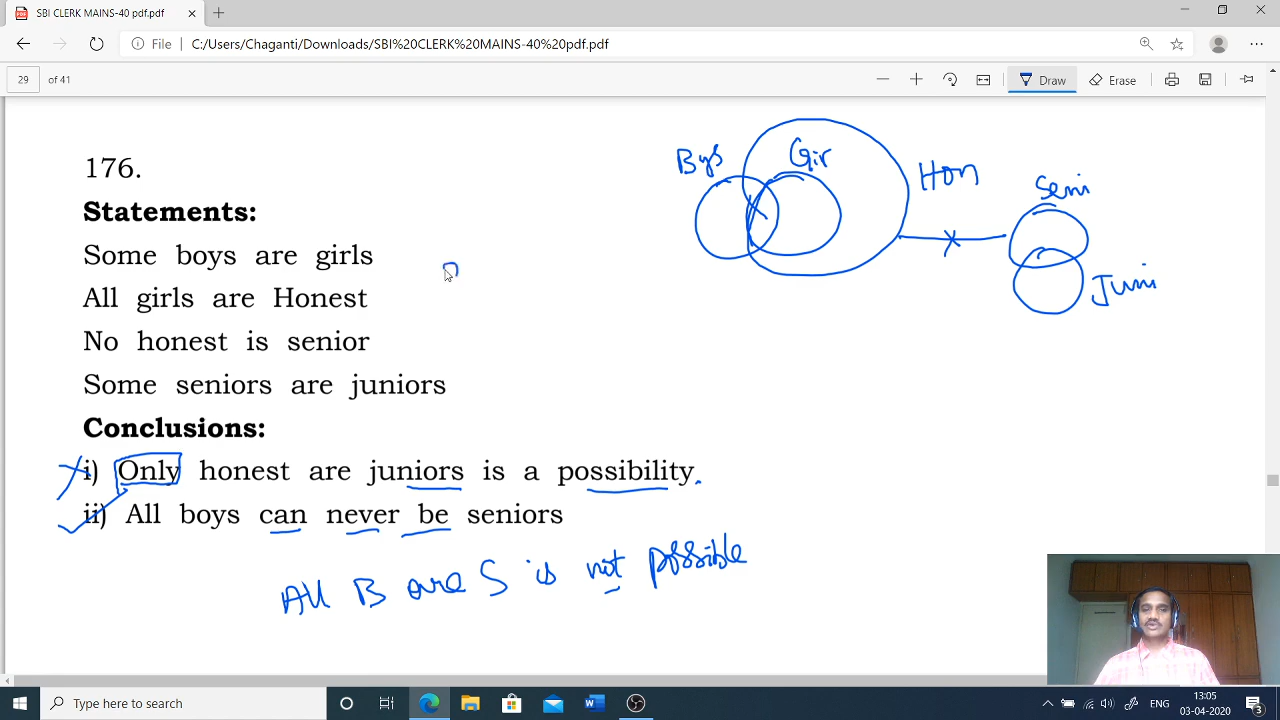 SBI CLERK MAINS-40 pdf.pdf
File C:/Users/Chaganti/Downloads/SBI%20CLERK%20MAINS-40%20pdf.pdf
29 of 41
Draw
Erase
176.
Statements:
Some boys are girls
All girls are Honest
No honest is senior
Some seniors are juniors
Conclusions:
i) Only honest are juniors is a possibility.
ii) All boys can never be seniors
All B are S is not possible
Bys
Gir
Hon
Seni
Juni
Type here to search
ENG
13:05
03-04-2020
3